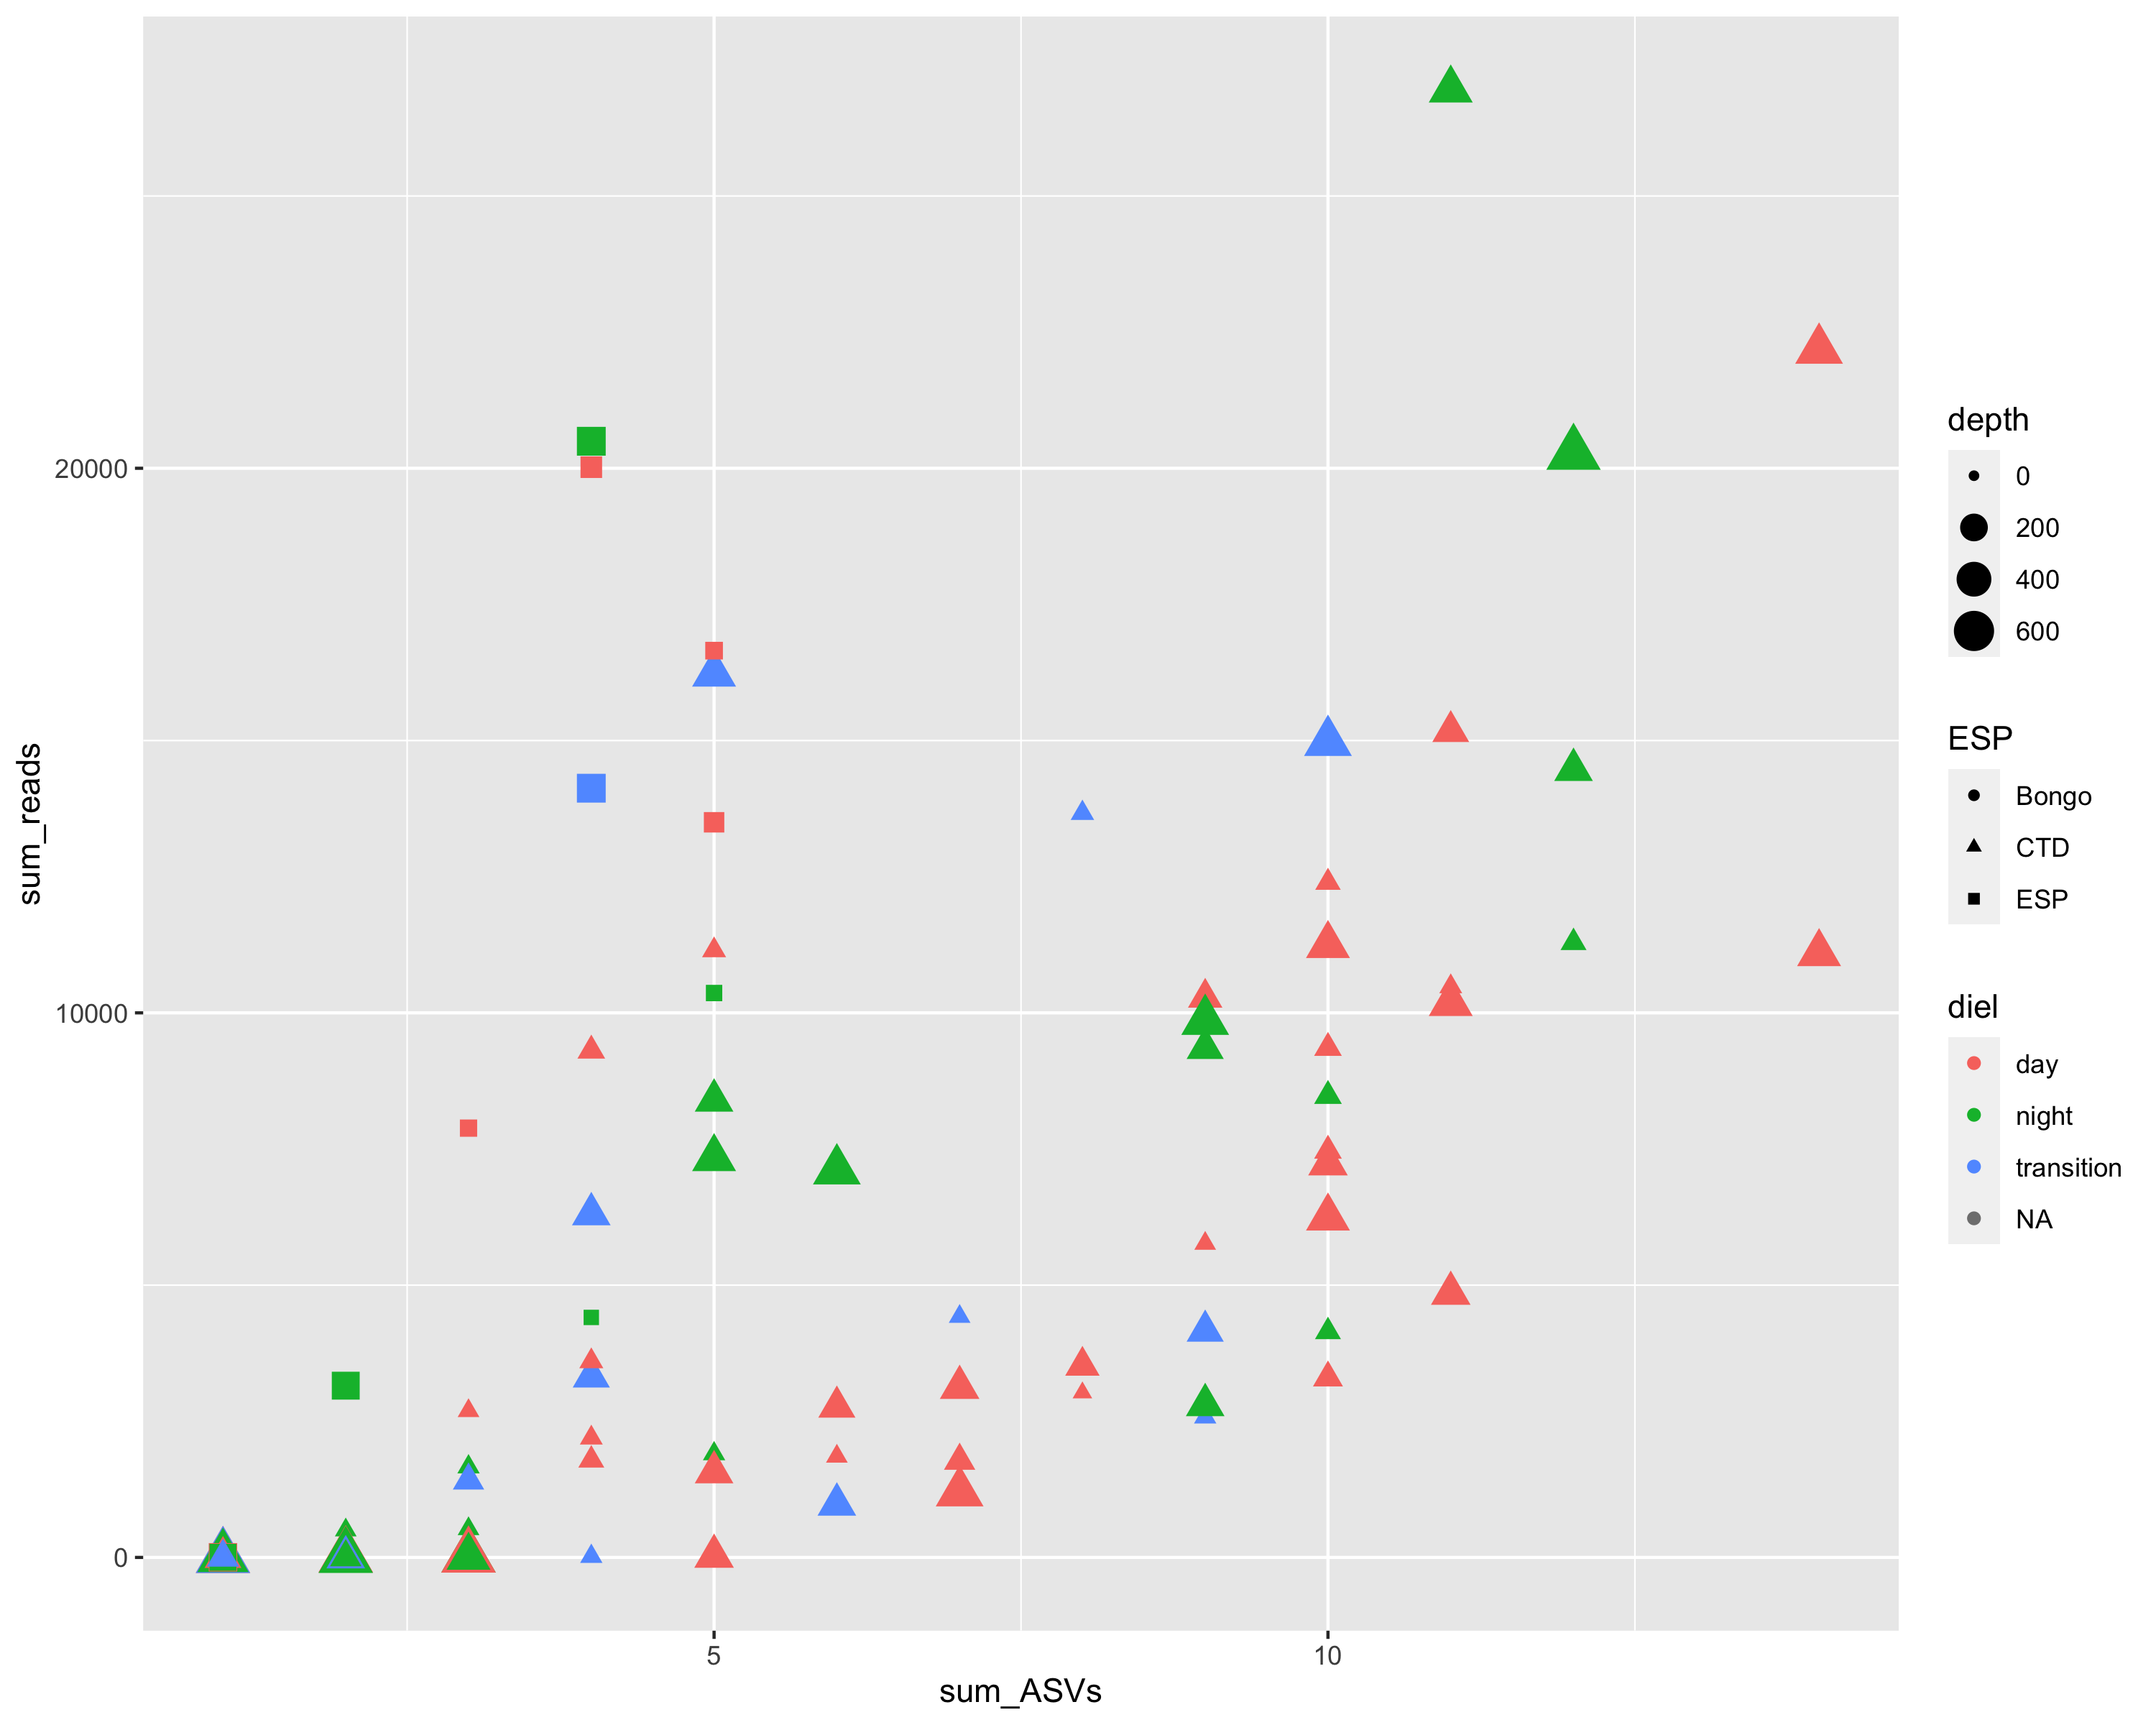 sum_reads
20000
10000
0
5
10
sum_ASVs
depth
0
200
400
600
ESP
Bongo
CTD
ESP
diel
day
night
transition
NA